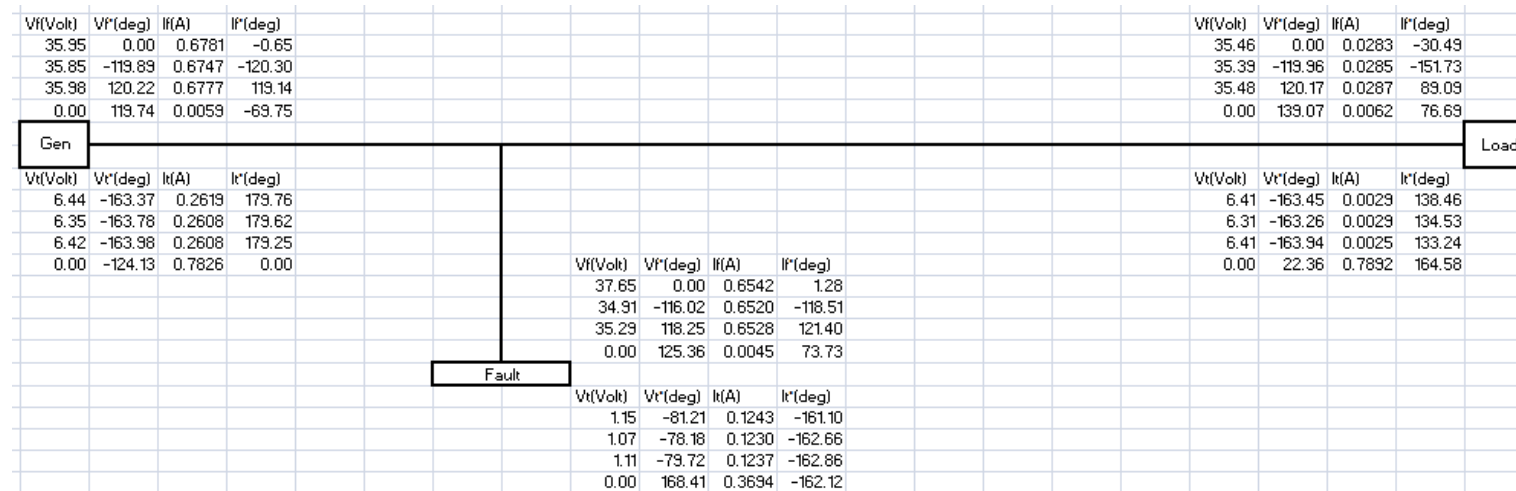 Vf(Volt) Vf°(deg) If(A) If°(deg)
35.95 0.00 0.6781 -0.65
35.85 -119.89 0.6747 -120.30
35.98 120.22 0.6777 119.14
0.00 119.74 0.0059 -69.75
Vf(Volt) Vf°(deg) If(A) If°(deg)
35.46 0.00 0.0283 -30.49
35.39 -119.96 0.0285 -151.73
35.48 120.17 0.0287 89.09
0.00 139.07 0.0062 76.69
Gen
Load
Vt(Volt) Vt°(deg) It(A) It°(deg)
6.44 -163.37 0.2619 179.76
6.35 -163.78 0.2608 179.62
6.42 -163.98 0.2608 179.25
0.00 -124.13 0.7826 0.00
Vt(Volt) Vt°(deg) It(A) It°(deg)
6.41 -163.45 0.0029 138.46
6.31 -163.26 0.0029 134.53
6.41 -163.94 0.0025 133.24
0.00 22.36 0.7892 164.58
Vf(Volt) Vf°(deg) If(A) If°(deg)
37.65 0.00 0.6542 1.28
34.91 -116.02 0.6520 -118.51
35.29 118.25 0.6528 121.40
0.00 125.36 0.0045 73.73
Fault
Vt(Volt) Vt°(deg) It(A) It°(deg)
1.15 -81.21 0.1243 -161.10
1.07 -78.18 0.1230 -162.66
1.11 -79.72 0.1237 -162.86
0.00 168.41 0.3694 -162.12